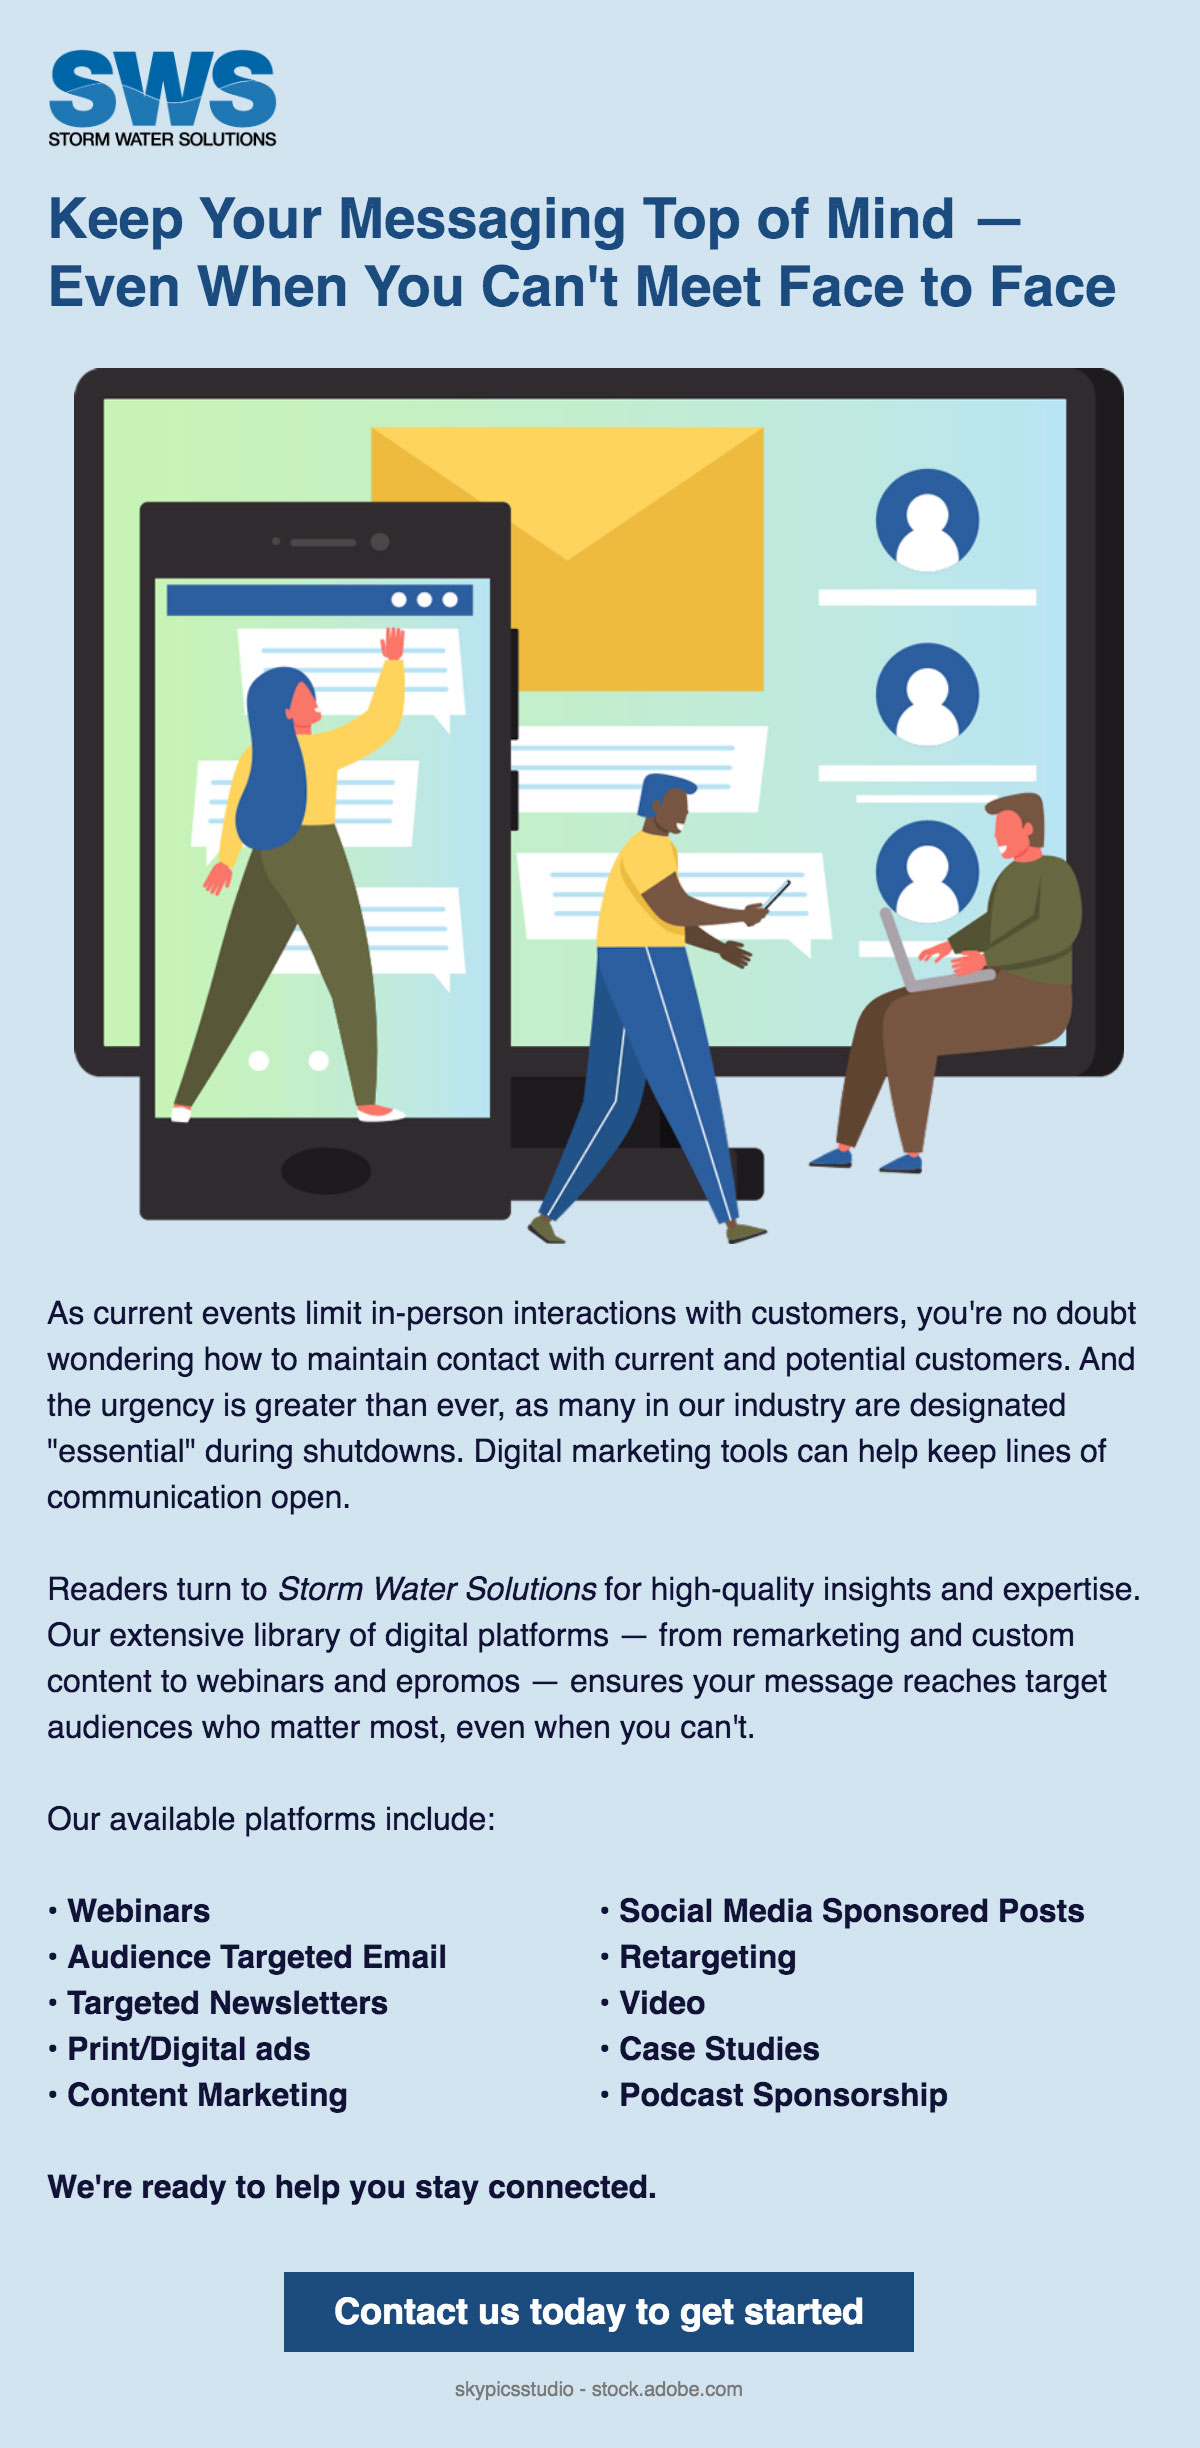 SWS
STORM WATER SOLUTIONS
Keep Your Messaging Top of Mind —
Even When You Can't Meet Face to Face
As current events limit in-person interactions with customers, you're no doubt
wondering how to maintain contact with current and potential customers. And
the urgency is greater than ever, as many in our industry are designated
"essential" during shutdowns. Digital marketing tools can help keep lines of
communication open.
Readers turn to Storm Water Solutions for high-quality insights and expertise.
Our extensive library of digital platforms — from remarketing and custom
content to webinars and epromos — ensures your message reaches target
audiences who matter most, even when you can't.
Our available platforms include:
• Webinars
• Audience Targeted Email
• Targeted Newsletters
• Print/Digital ads
• Content Marketing
• Social Media Sponsored Posts
• Retargeting
• Video
• Case Studies
• Podcast Sponsorship
We're ready to help you stay connected.
Contact us today to get started
skypicsstudio - stock.adobe.com